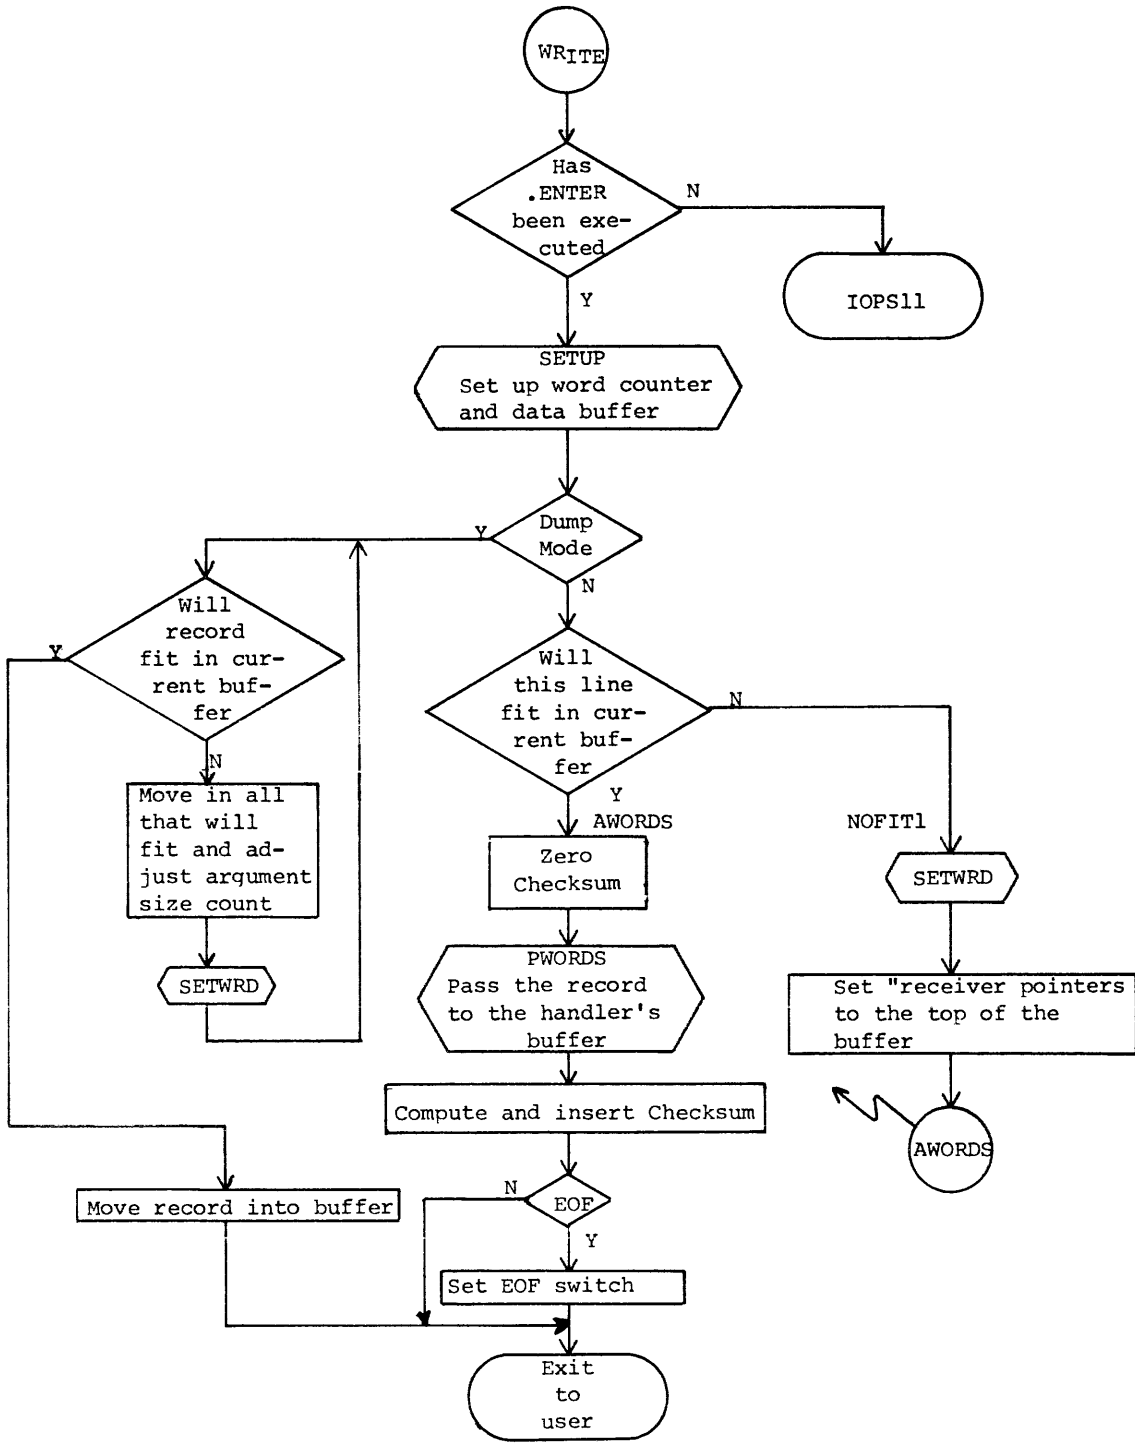 WRITE
Has
.ENTER
been exe-
cuted
N
IOPS11
Y
SETUP
Set up word counter
and data buffer
Dump
Mode
Y
N
Will
record
fit in cur-
rent buf-
fer
Y
N
Move in all
that will
fit and ad-
just argument
size count
SETWRD
Will
this line
fit in cur-
rent buf-
fer
N
Y
AWORDS
Zero
Checksum
NOFIT1
SETWRD
PWORDS
Pass the record
to the handler's
buffer
Set "receiver pointers
to the top of the
buffer
Compute and insert Checksum
AWORDS
Move record into buffer
N
EOF
Y
Set EOF switch
Exit
to
user